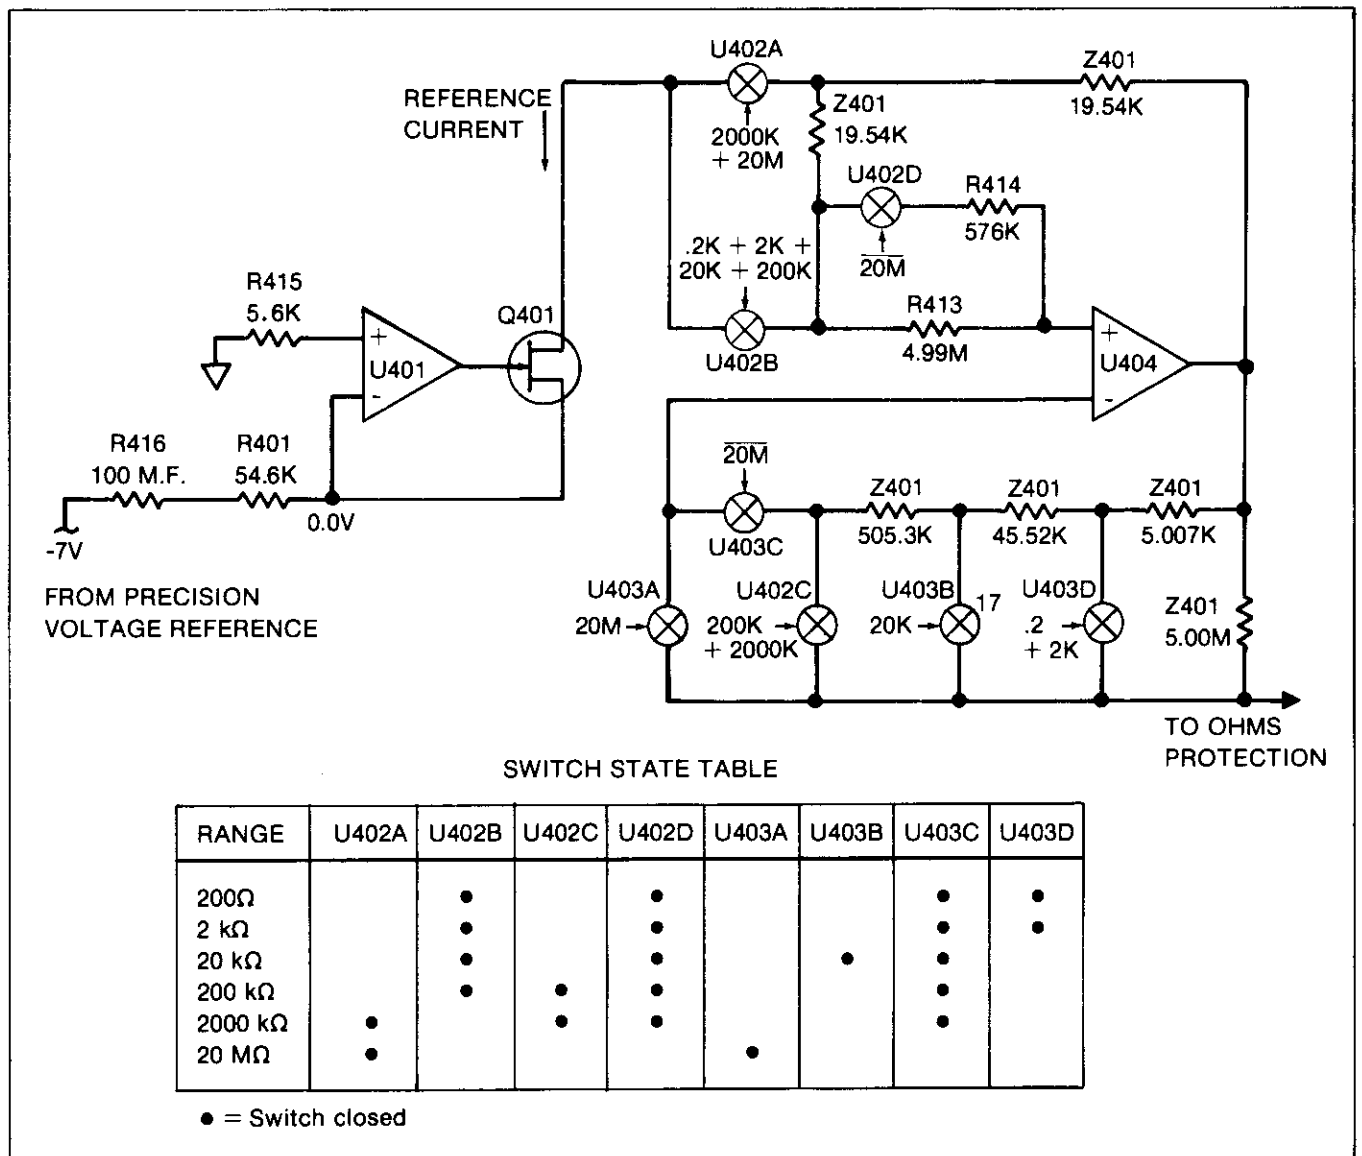 U402A
Z401
19.54K
REFERENCE
CURRENT
2000K
+ 20M
Z401
19.54K
U402D
R414
576K
20M
.2K + 2K +
20K + 200K
U402B
R413
4.99M
R415
5.6K
+
U401
-
Q401
+
U404
-
R416
100 M.F.
R401
54.6K
0.0V
-7V
FROM PRECISION
VOLTAGE REFERENCE
20M
U403C
Z401
505.3K
Z401
45.52K
Z401
5.007K
U403A
20M
U402C
200K
+ 2000K
U403B
17
20K
U403D
.2
+ 2K
Z401
5.00M
TO OHMS
PROTECTION
SWITCH STATE TABLE
RANGE U402A U402B U402C U402D U403A U403B U403C U403D
200Ω ● ● ● ●
2 kΩ ● ● ● ●
20 kΩ ● ● ● ●
200 kΩ ● ● ● ●
2000 kΩ ● ● ● ●
20 MΩ ● ●
● = Switch closed